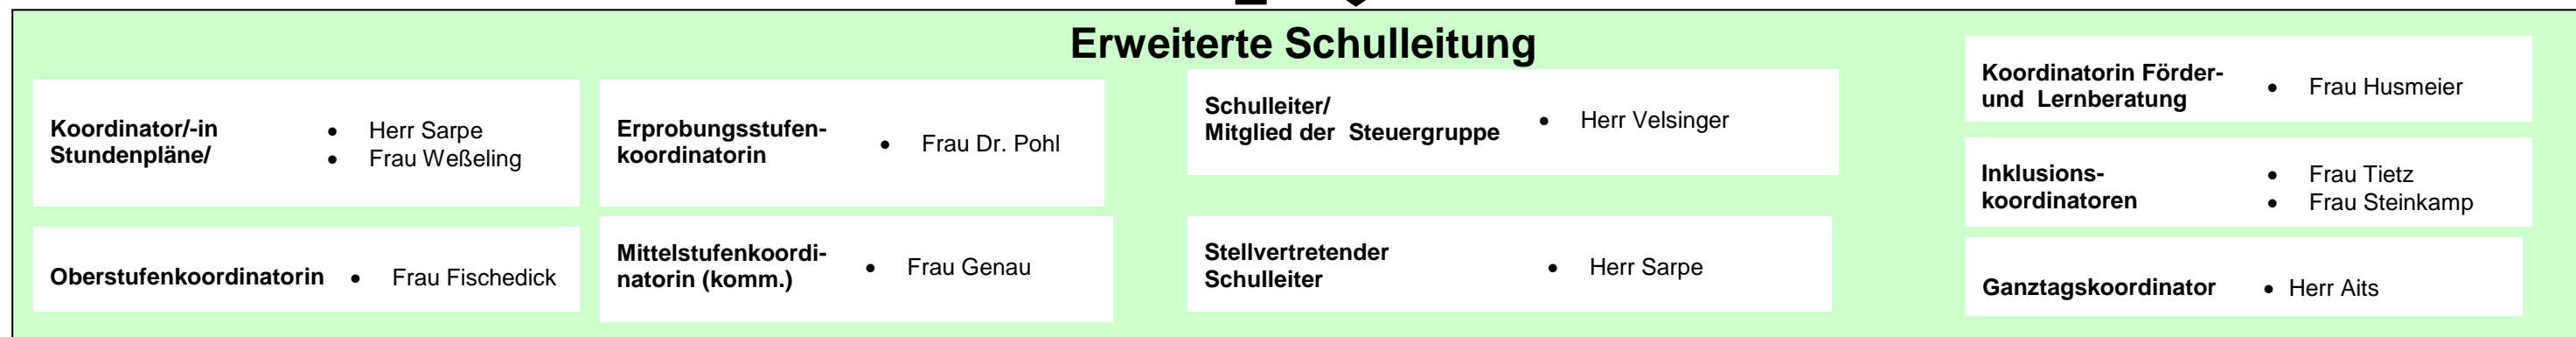 Erweiterte Schulleitung
Koordinator/-in
Stundenpläne/
• Herr Sarpe
• Frau Weßeling
Oberstufenkoordinatorin • Frau Fischedick
Erprobungsstufen-
koordinatorin
• Frau Dr. Pohl
Mittelstufenkoordi-
natorin (komm.)
• Frau Genau
Schulleiter/
Mitglied der Steuergruppe
• Herr Velsinger
Stellvertretender
Schulleiter
• Herr Sarpe
Koordinatorin Förder-
und Lernberatung
• Frau Husmeier
Inklusions-
koordinatoren
• Frau Tietz
• Frau Steinkamp
Ganztagskoordinator • Herr Aits